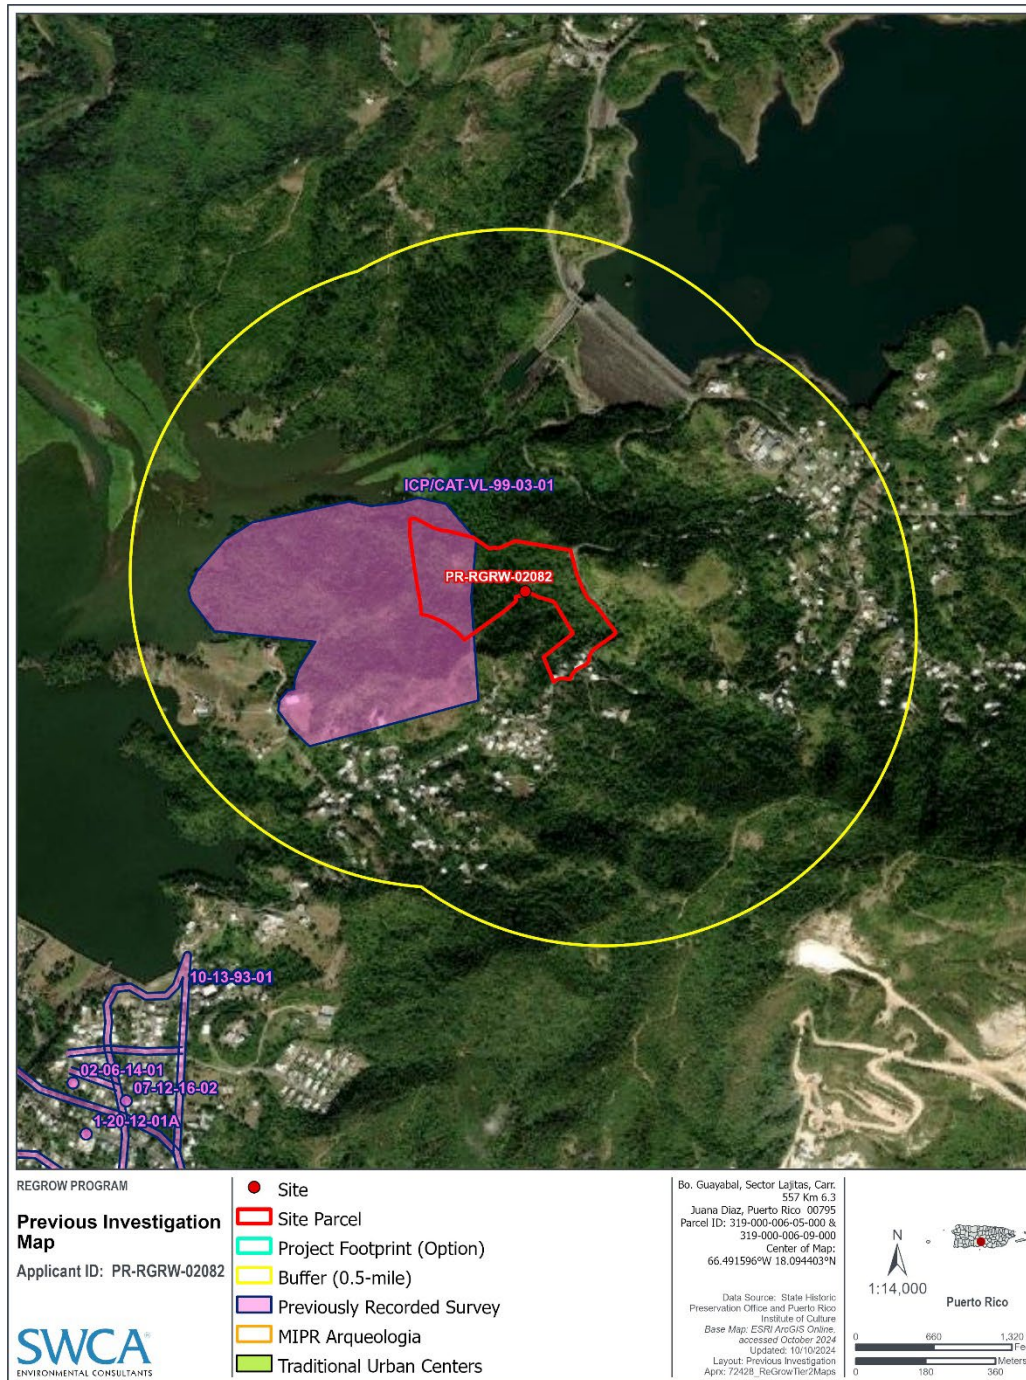 ICP/CAT-VL-99-03-01
PR-RGRW-02082
10-13-93-01
02-06-14-01
07-12-16-02
1-20-12-01A
REGROW PROGRAM
Previous Investigation
Map
Applicant ID: PR-RGRW-02082
SWCA
ENVIRONMENTAL CONSULTANTS
Site
Site Parcel
Project Footprint (Option)
Buffer (0.5-mile)
Previously Recorded Survey
MIPR Arqueologia
Traditional Urban Centers
Bo. Guayabal, Sector Lajitas, Carr.
557 Km 6.3
Juana Diaz, Puerto Rico 00795
Parcel ID: 319-000-006-05-000 &
319-000-006-09-000
Center of Map:
66.491596°W 18.094403°N
Data Source: State Historic
Preservation Office and Puerto Rico
Institute of Culture
Base Map: ESRI ArcGIS Online,
accessed October 2024
Updated: 10/10/2024
Layout: Previous Investigation
Aprx: 72428_ReGrowTier2Maps
N
1:14,000
Puerto Rico
0 660 1,320
Fe
Meters
0 180 360